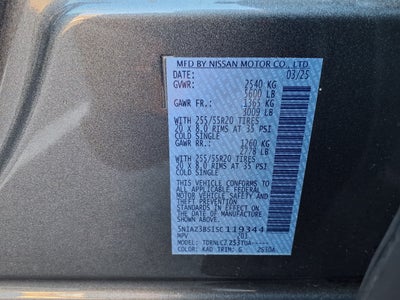 MFD BY NISSAN MOTOR CO., LTD.
DATE: 03/25
GVWR: 2540 KG
5600 LB
GAWR FR.: 1365 KG
3009 LB
WITH 255/55R20 TIRES
20 X 8.0 RIMS AT 35 PSI
COLD SINGLE
GAWR RR.: 1260 KG
2778 LB
WITH 255/55R20 TIRES
20 X 8.0 RIMS AT 35 PSI
COLD SINGLE
THIS VEHICLE CONFORMS TO
ALL APPLICABLE FEDERAL
MOTOR VEHICLE SAFETY AND
THEFT PREVENTION
STANDARDS IN EFFECT ON
THE DATE OF MANUFACTURE
SHOWN ABOVE.
5N1AZ3BS1SC119344
MPV 201
MODEL:
COLOR: KAD TRIM: G